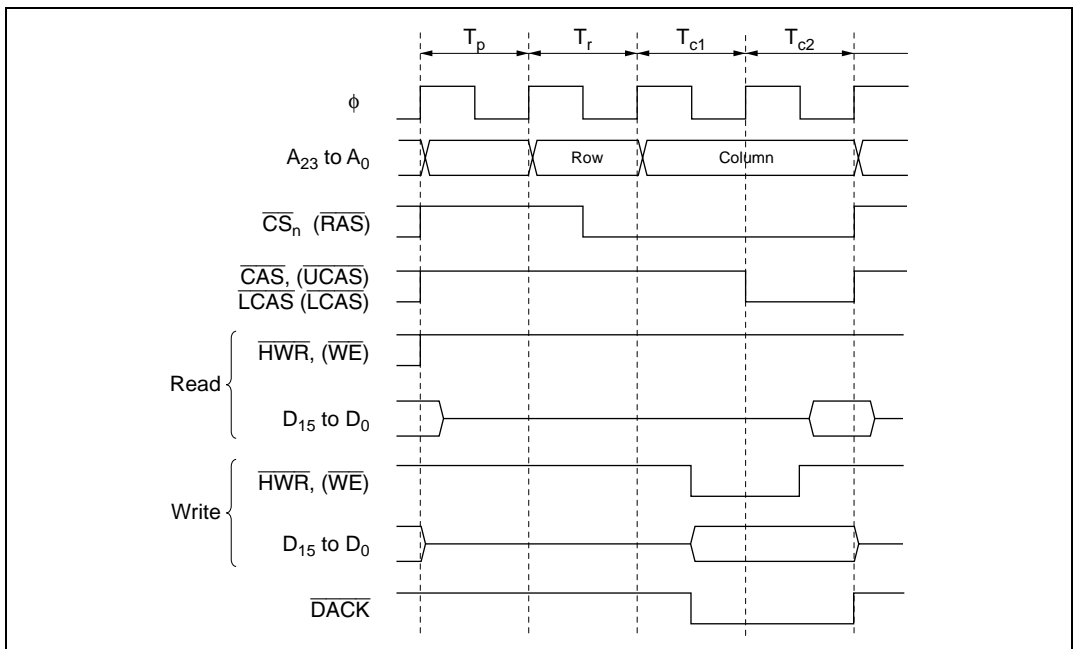 Tp Tr Tc1 Tc2
φ
A23 to A0 Row Column
CSn (RAS)
CAS, (UCAS)
LCAS (LCAS)
Read
HWR, (WE)
D15 to D0
Write
HWR, (WE)
D15 to D0
DACK